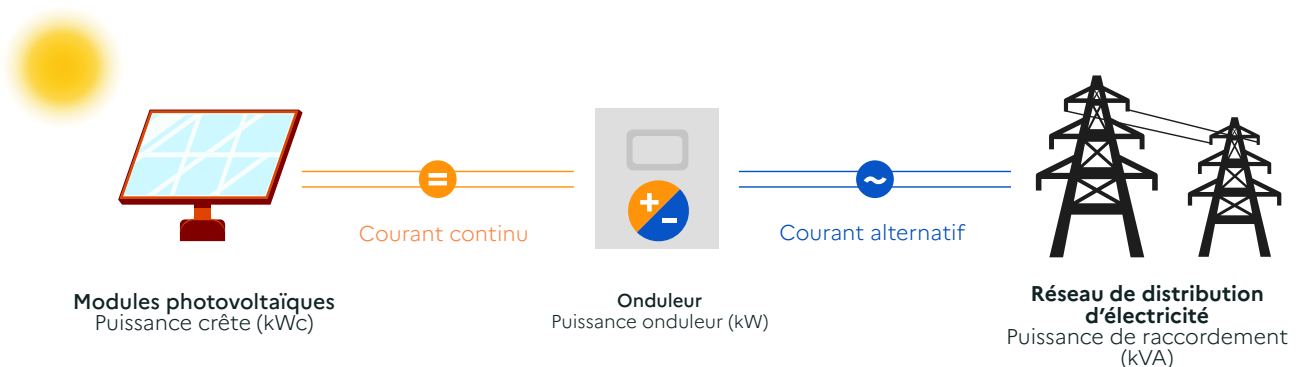 Courant continu
Courant alternatif
Modules photovoltaïques
Puissance crête (kWc)
Onduleur
Puissance onduleur (kW)
Réseau de distribution
d'électricité
Puissance de raccordement
(kVA)